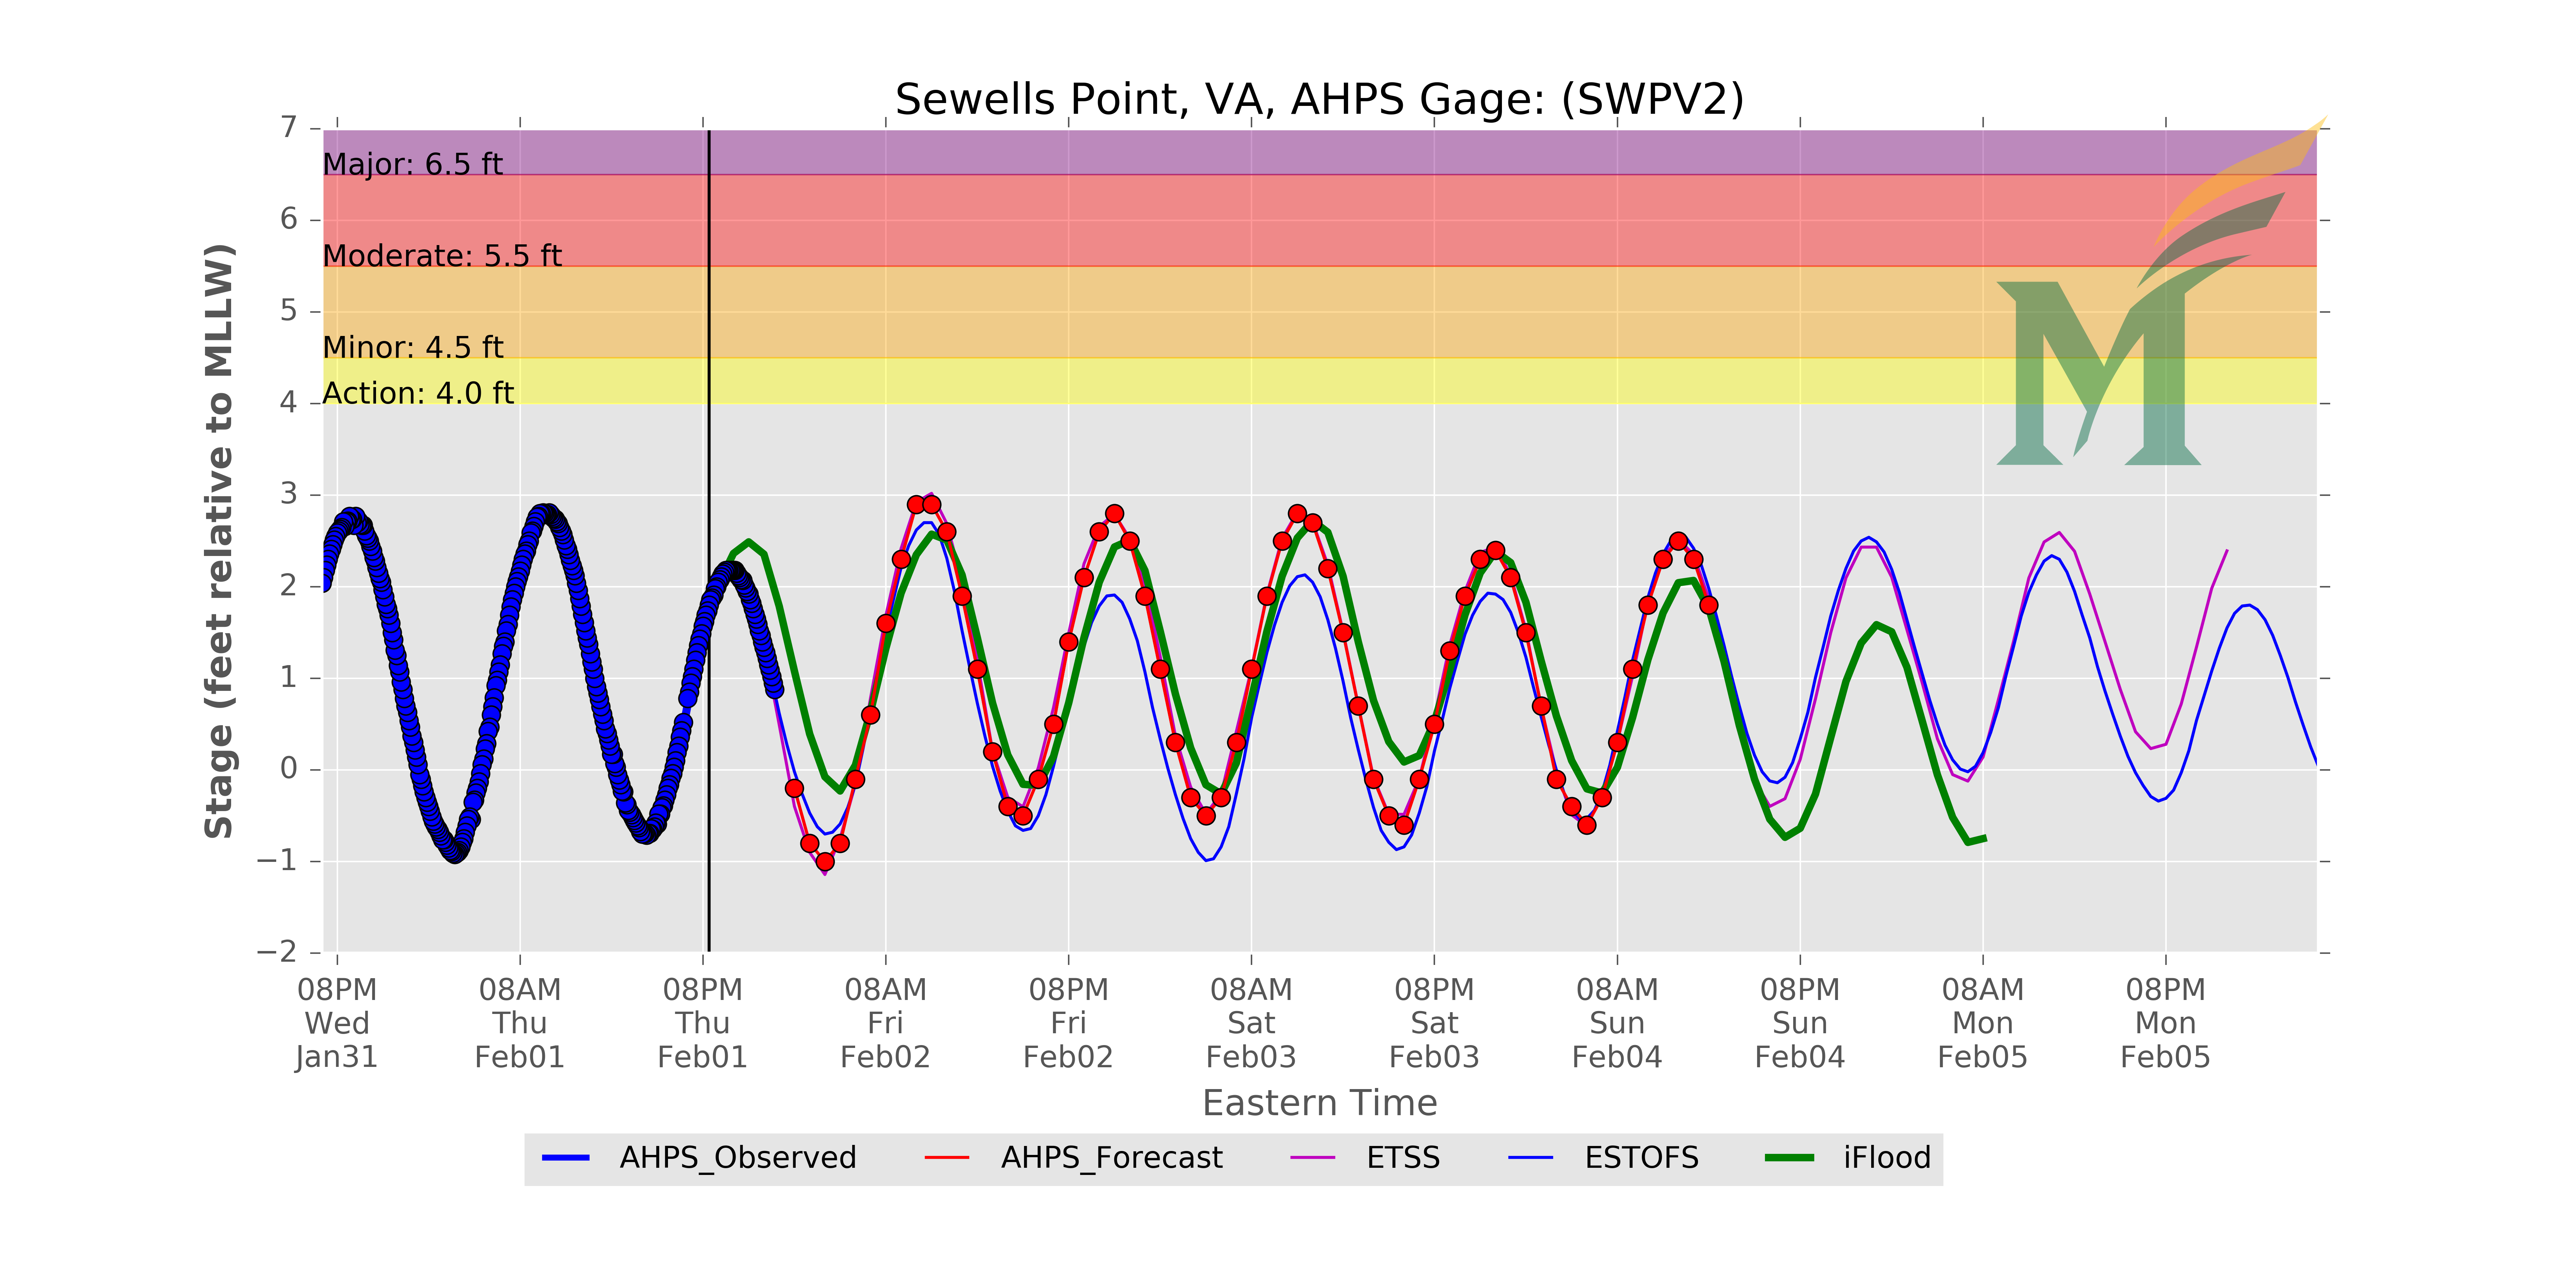 Sewells Point, VA, AHPS Gage: (SWPV2)
Stage (feet relative to MLLW)
7
6
5
4
3
2
1
0
−1
−2
Major: 6.5 ft
Moderate: 5.5 ft
Minor: 4.5 ft
Action: 4.0 ft
M
08PM 08AM 08PM 08AM 08PM 08AM 08PM 08AM 08PM 08AM 08PM
Wed Thu Thu Fri Fri Sat Sat Sun Sun Mon Mon
Jan31 Feb01 Feb01 Feb02 Feb02 Feb03 Feb03 Feb04 Feb04 Feb05 Feb05
Eastern Time
AHPS_Observed AHPS_Forecast ETSS ESTOFS iFlood